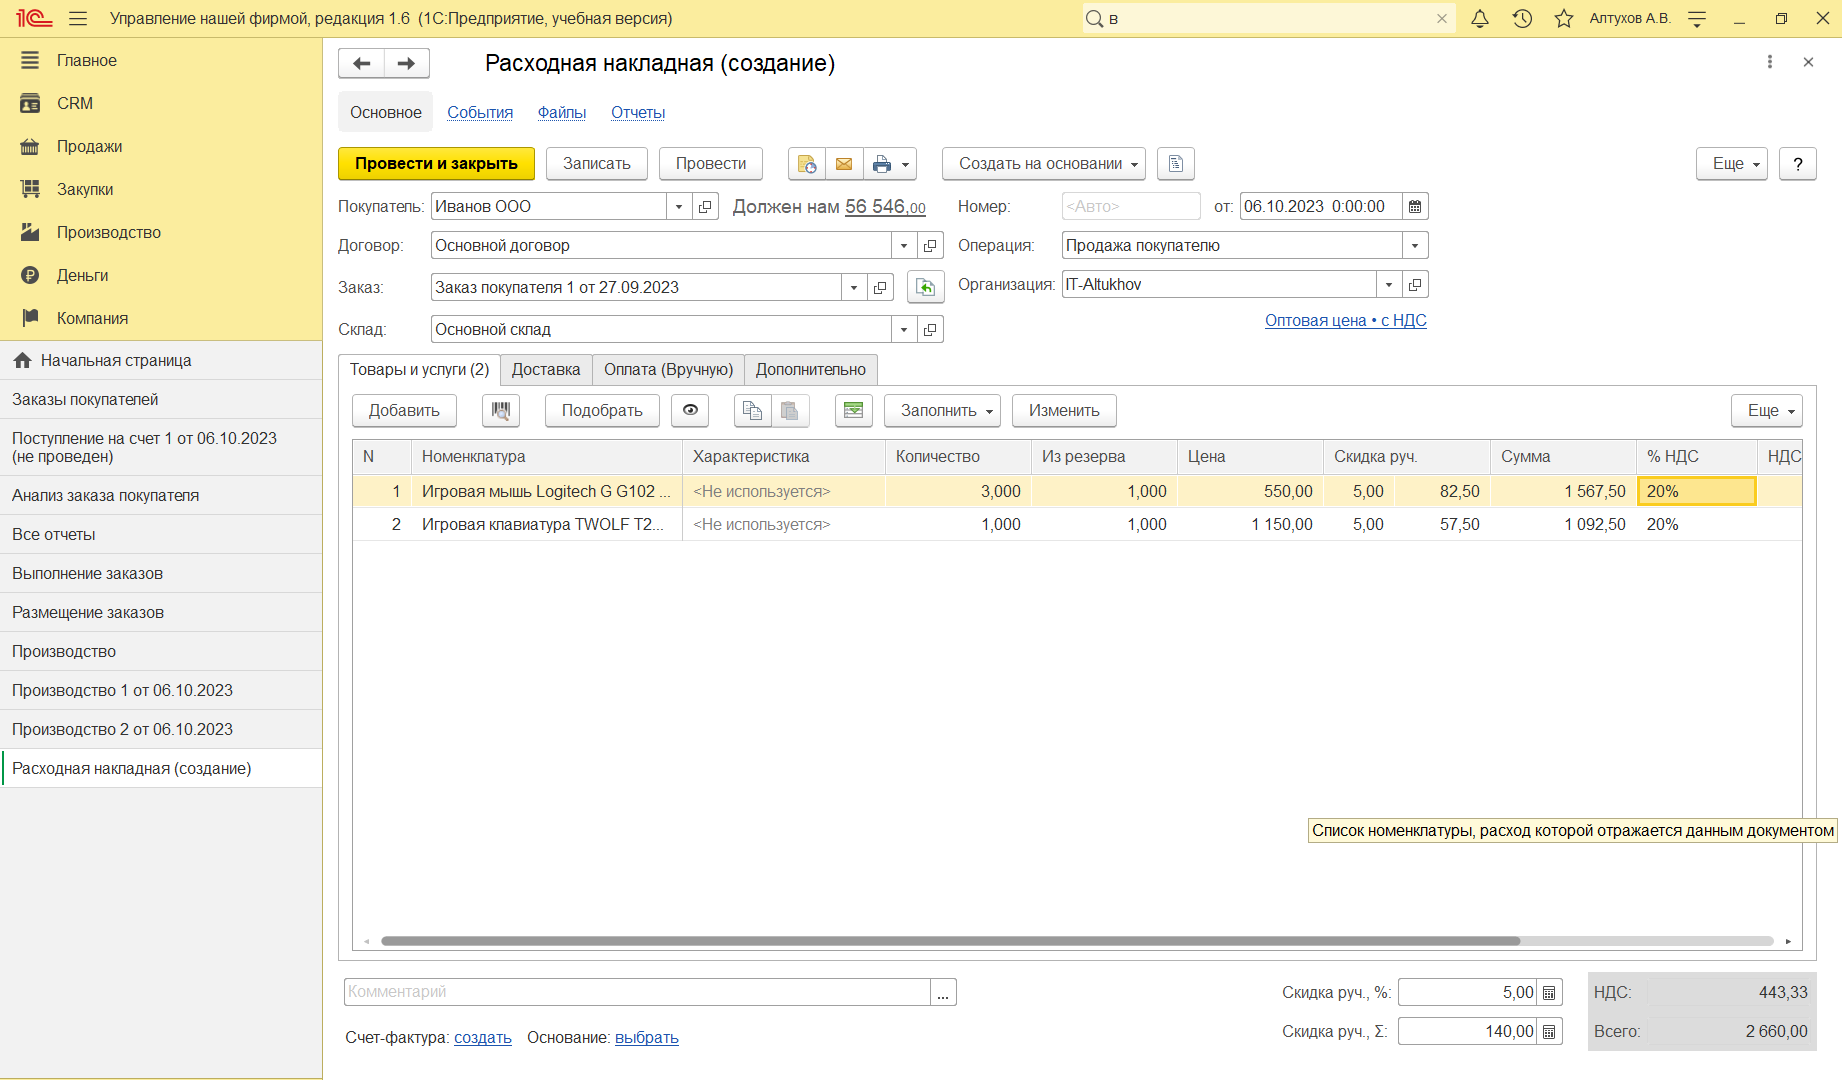 1С Управление нашей фирмой, редакция 1.6 (1С:Предприятие, учебная версия) в Алтухов А.В.
Главное
CRM
Продажи
Закупки
Производство
Деньги
Компания
Начальная страница
Заказы покупателей
Поступление на счет 1 от 06.10.2023
(не проведен)
Анализ заказа покупателя
Все отчеты
Выполнение заказов
Размещение заказов
Производство
Производство 1 от 06.10.2023
Производство 2 от 06.10.2023
Расходная накладная (создание)
Расходная накладная (создание)
Основное События Файлы Отчеты
Провести и закрыть Записать Провести Создать на основании Еще ?
Покупатель: Иванов ООО Должен нам 56 546,00 Номер: <Авто> от: 06.10.2023 0:00:00
Договор: Основной договор Операция: Продажа покупателю
Заказ: Заказ покупателя 1 от 27.09.2023 Организация: IT-Altukhov
Склад: Основной склад Оптовая цена • с НДС
Товары и услуги (2) Доставка Оплата (Вручную) Дополнительно
Добавить Подобрать Заполнить Изменить Еще
N Номенклатура Характеристика Количество Из резерва Цена Скидка руч. Сумма % НДС НДС
1 Игровая мышь Logitech G G102 ... <Не используется> 3,000 1,000 550,00 5,00 82,50 1 567,50 20%
2 Игровая клавиатура TWOLF T2... <Не используется> 1,000 1,000 1 150,00 5,00 57,50 1 092,50 20%
Список номенклатуры, расход которой отражается данным документом
Комментарий ... Скидка руч., %: 5,00 НДС: 443,33
Счет-фактура: создать Основание: выбрать Скидка руч., Σ: 140,00 Всего: 2 660,00